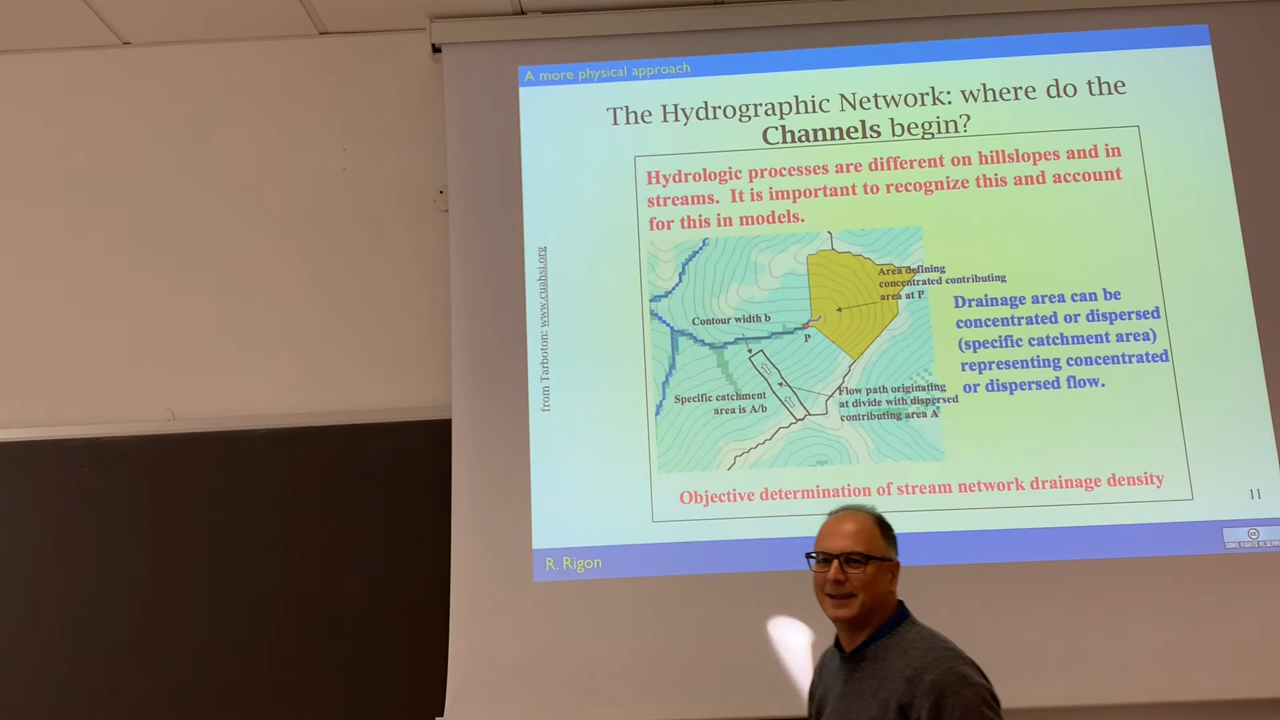 A more physical approach
The Hydrographic Network: where do the
Channels begin?
Hydrologic processes are different on hillslopes and in
streams. It is important to recognize this and account
for this in models.
from Tarboton: www.cuahsi.org
Area defining
concentrated contributing
area at P
Contour width b
P
Drainage area can be
concentrated or dispersed
(specific catchment area)
representing concentrated
or dispersed flow.
Specific catchment
area is A/b
Flow path originating
at divide with dispersed
contributing area A
Objective determination of stream network drainage density
11
R. Rigon
cc
SOME RIGHTS RESERV